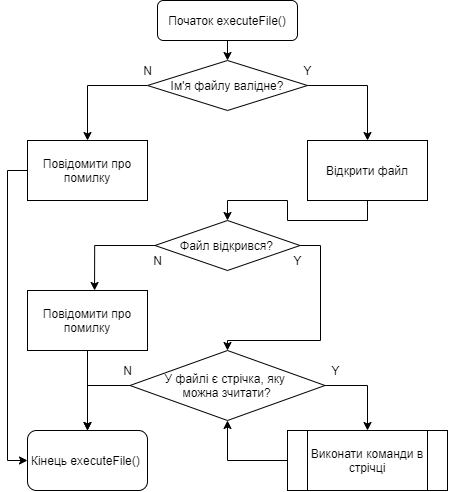 Початок executeFile()
N
Y
Ім'я файлу валідне?
Повідомити про
помилку
Відкрити файл
Файл відкрився?
N
Y
Повідомити про
помилку
N
Y
У файлі є стрічка, яку
можна зчитати?
Кінець executeFile()
Виконати команди в
стрічці